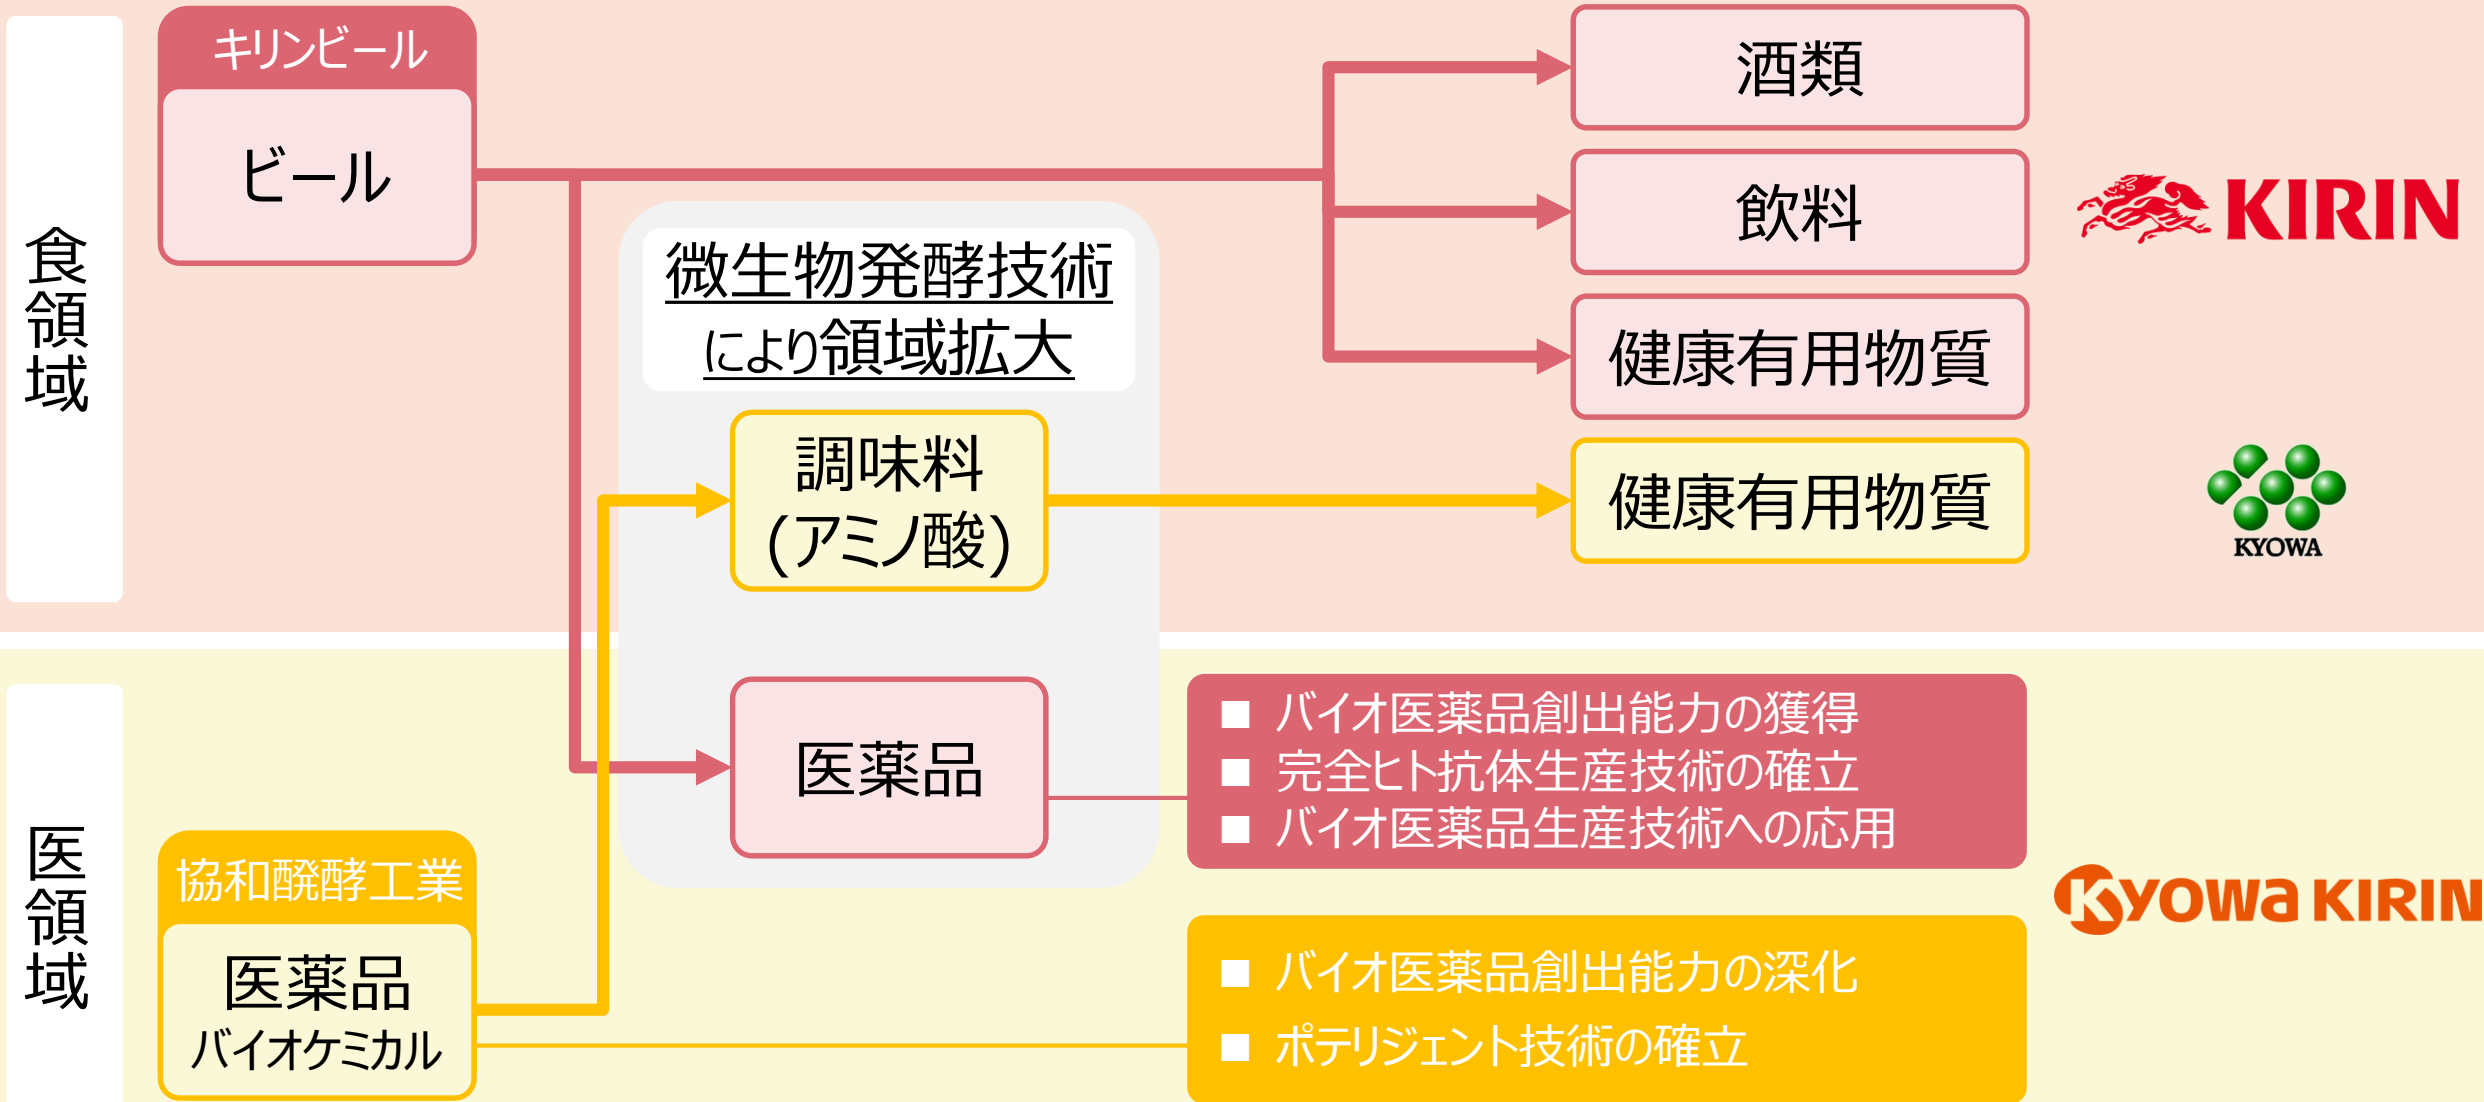 食領域
キリンビール
ビール
微生物発酵技術
により領域拡大
調味料
(アミノ酸)
酒類
飲料
健康有用物質
健康有用物質
KIRIN
KYOWA
医領域
医薬品
■ バイオ医薬品創出能力の獲得
■ 完全ヒト抗体生産技術の確立
■ バイオ医薬品生産技術への応用
協和醗酵工業
医薬品
バイオケミカル
■ バイオ医薬品創出能力の深化
■ ポテリジェント技術の確立
KYOWA KIRIN